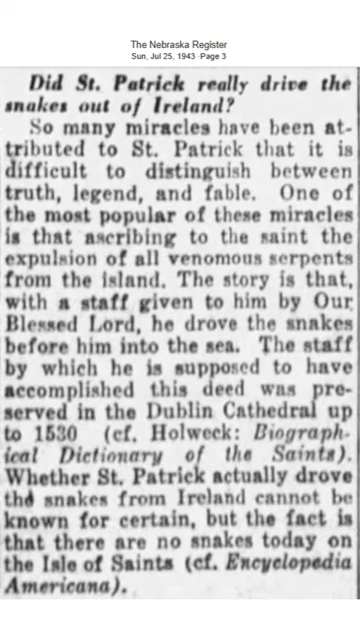 The Nebraska Register
Sun, Jul 25, 1943 · Page 3
Did St. Patrick really drive the
snakes out of Ireland?
So many miracles have been at-
tributed to St. Patrick that it is
difficult to distinguish between
truth, legend, and fable. One of
the most popular of these miracles
is that ascribing to the saint the
expulsion of all venomous serpents
from the island. The story is that,
with a staff given to him by Our
Blessed Lord, he drove the snakes
before him into the sea. The staff
by which he is supposed to have
accomplished this deed was pre-
served in the Dublin Cathedral up
to 1530 (cf. Holweck: Biograph-
ical Dictionary of the Saints).
Whether St. Patrick actually drove
the snakes from Ireland cannot be
known for certain, but the fact is
that there are no snakes today on
the Isle of Saints (cf. Encyclopedia
Americana).